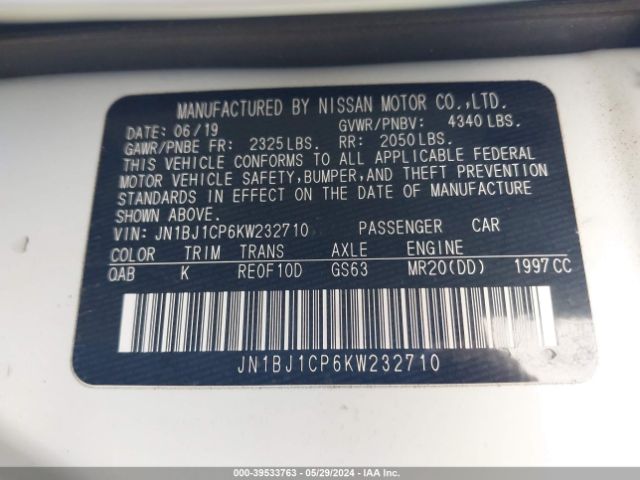 MANUFACTURED BY NISSAN MOTOR CO.,LTD.
DATE: 06/19 GVWR/PNBV: 4340 LBS.
GAWR/PNBE FR: 2325 LBS. RR: 2050 LBS.
THIS VEHICLE CONFORMS TO ALL APPLICABLE FEDERAL
MOTOR VEHICLE SAFETY, BUMPER, AND THEFT PREVENTION
STANDARDS IN EFFECT ON THE DATE OF MANUFACTURE
SHOWN ABOVE.
VIN: JN1BJ1CP6KW232710 PASSENGER CAR
COLOR TRIM TRANS AXLE ENGINE
QAB K RE0F10D GS63 MR20(DD) 1997CC
JN1BJ1CP6KW232710
000-39533763 - 05/29/2024 - IAA Inc.